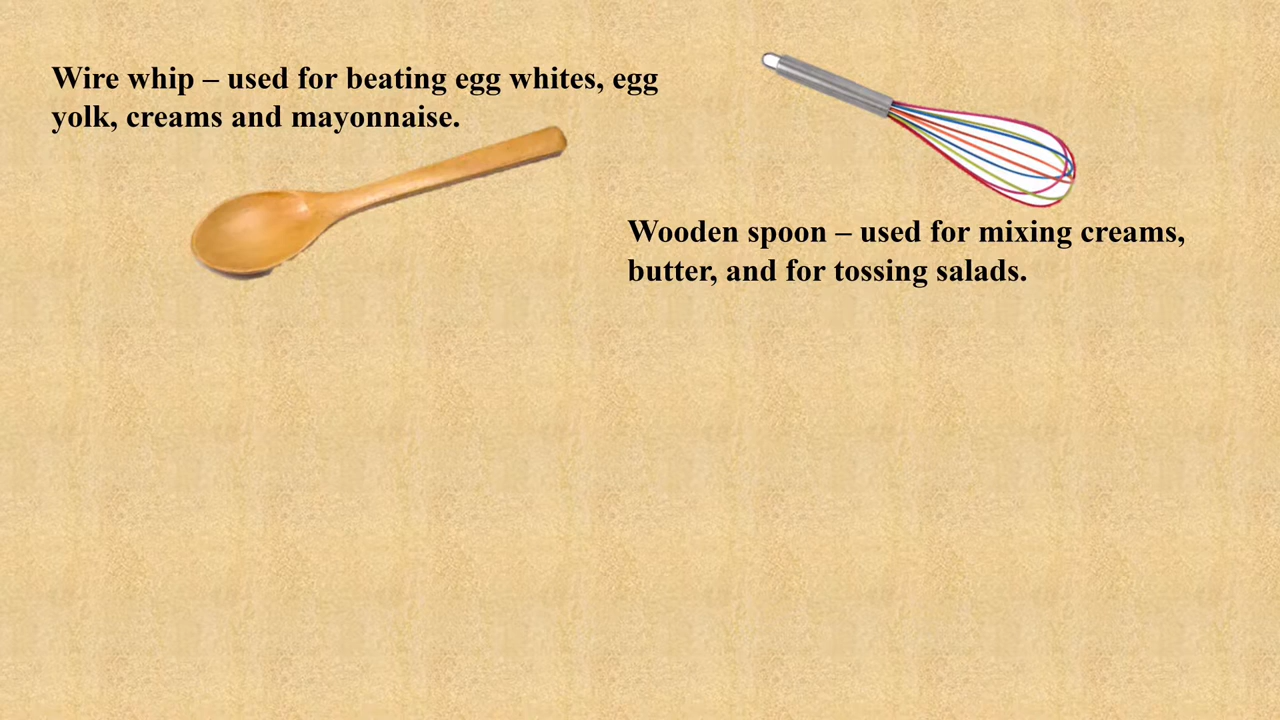 Wire whip – used for beating egg whites, egg
yolk, creams and mayonnaise.
Wooden spoon – used for mixing creams,
butter, and for tossing salads.